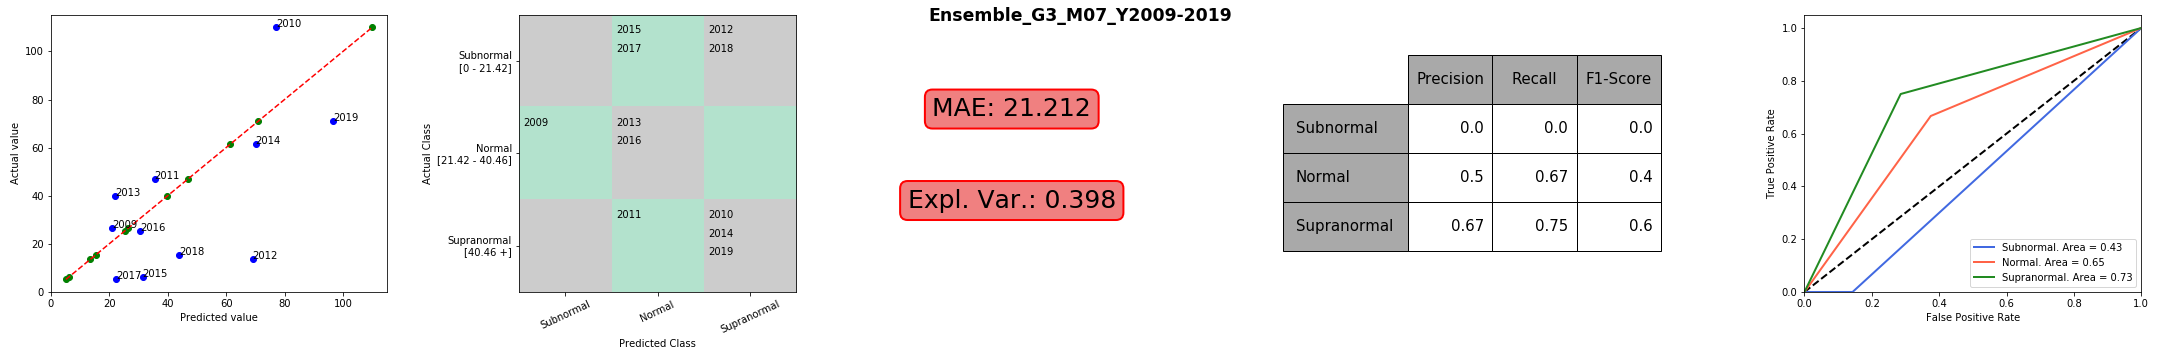 Ensemble_G3_M07_Y2009-2019
Actual value
100
80
60
40
20
0
2010
2019
2014
2011
2013
2009
2016
2018
2012
2017
2015
0 20 40 60 80 100
Predicted value
Actual Class
Subnormal
[0 - 21.42]
Normal
[21.42 - 40.46]
Supranormal
[40.46 +]
2015
2017
2012
2018
2009
2013
2016
2011
2010
2014
2019
Subnormal Normal Supranormal
Predicted Class
MAE: 21.212
Expl. Var.: 0.398
Precision Recall F1-Score
Subnormal 0.0 0.0 0.0
Normal 0.5 0.67 0.4
Supranormal 0.67 0.75 0.6
True Positive Rate
1.0
0.8
0.6
0.4
0.2
0.0
Subnormal. Area = 0.43
Normal. Area = 0.65
Supranormal. Area = 0.73
0.0 0.2 0.4 0.6 0.8 1.0
False Positive Rate